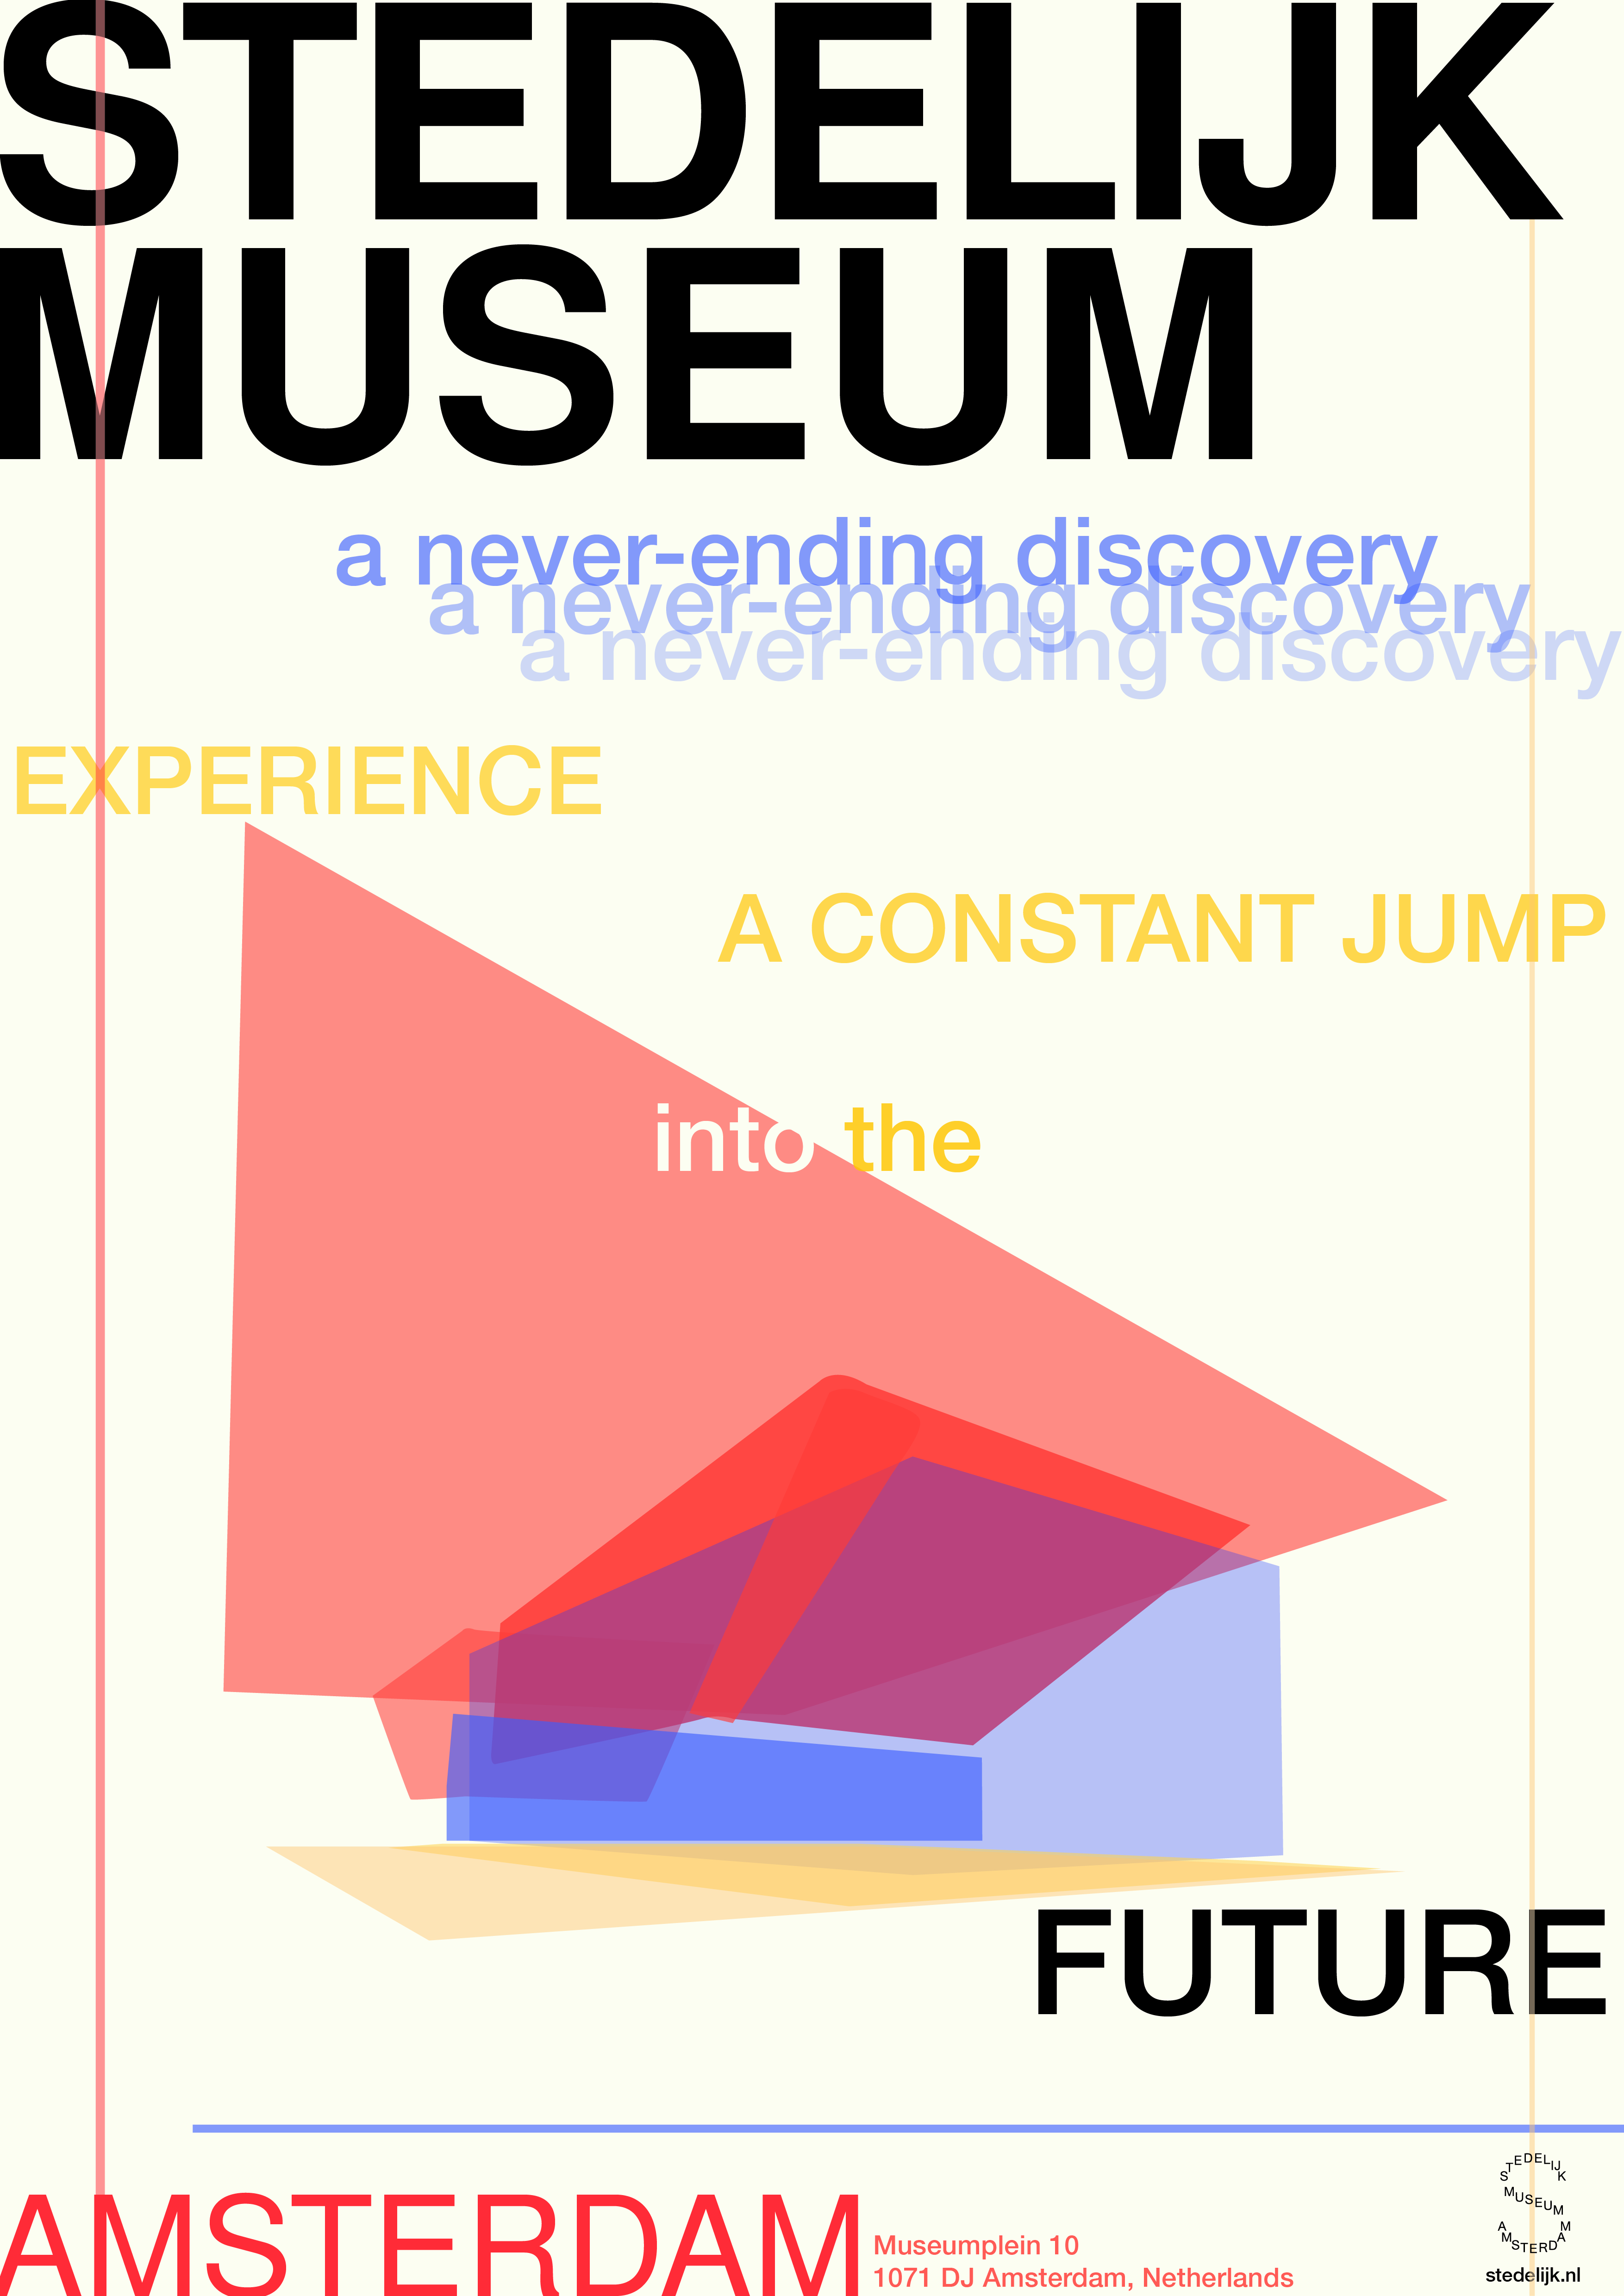 STEDELIJK
MUSEUM
a never-ending discovery
a never-ending discovery
a never-ending discovery
EXPERIENCE
A CONSTANT JUMP
into the
FUTURE
AMSTERDAM
Museumplein 10
1071 DJ Amsterdam, Netherlands
STEDELIJK
MUSEUM
AMSTERDAM
stedelijk.nl